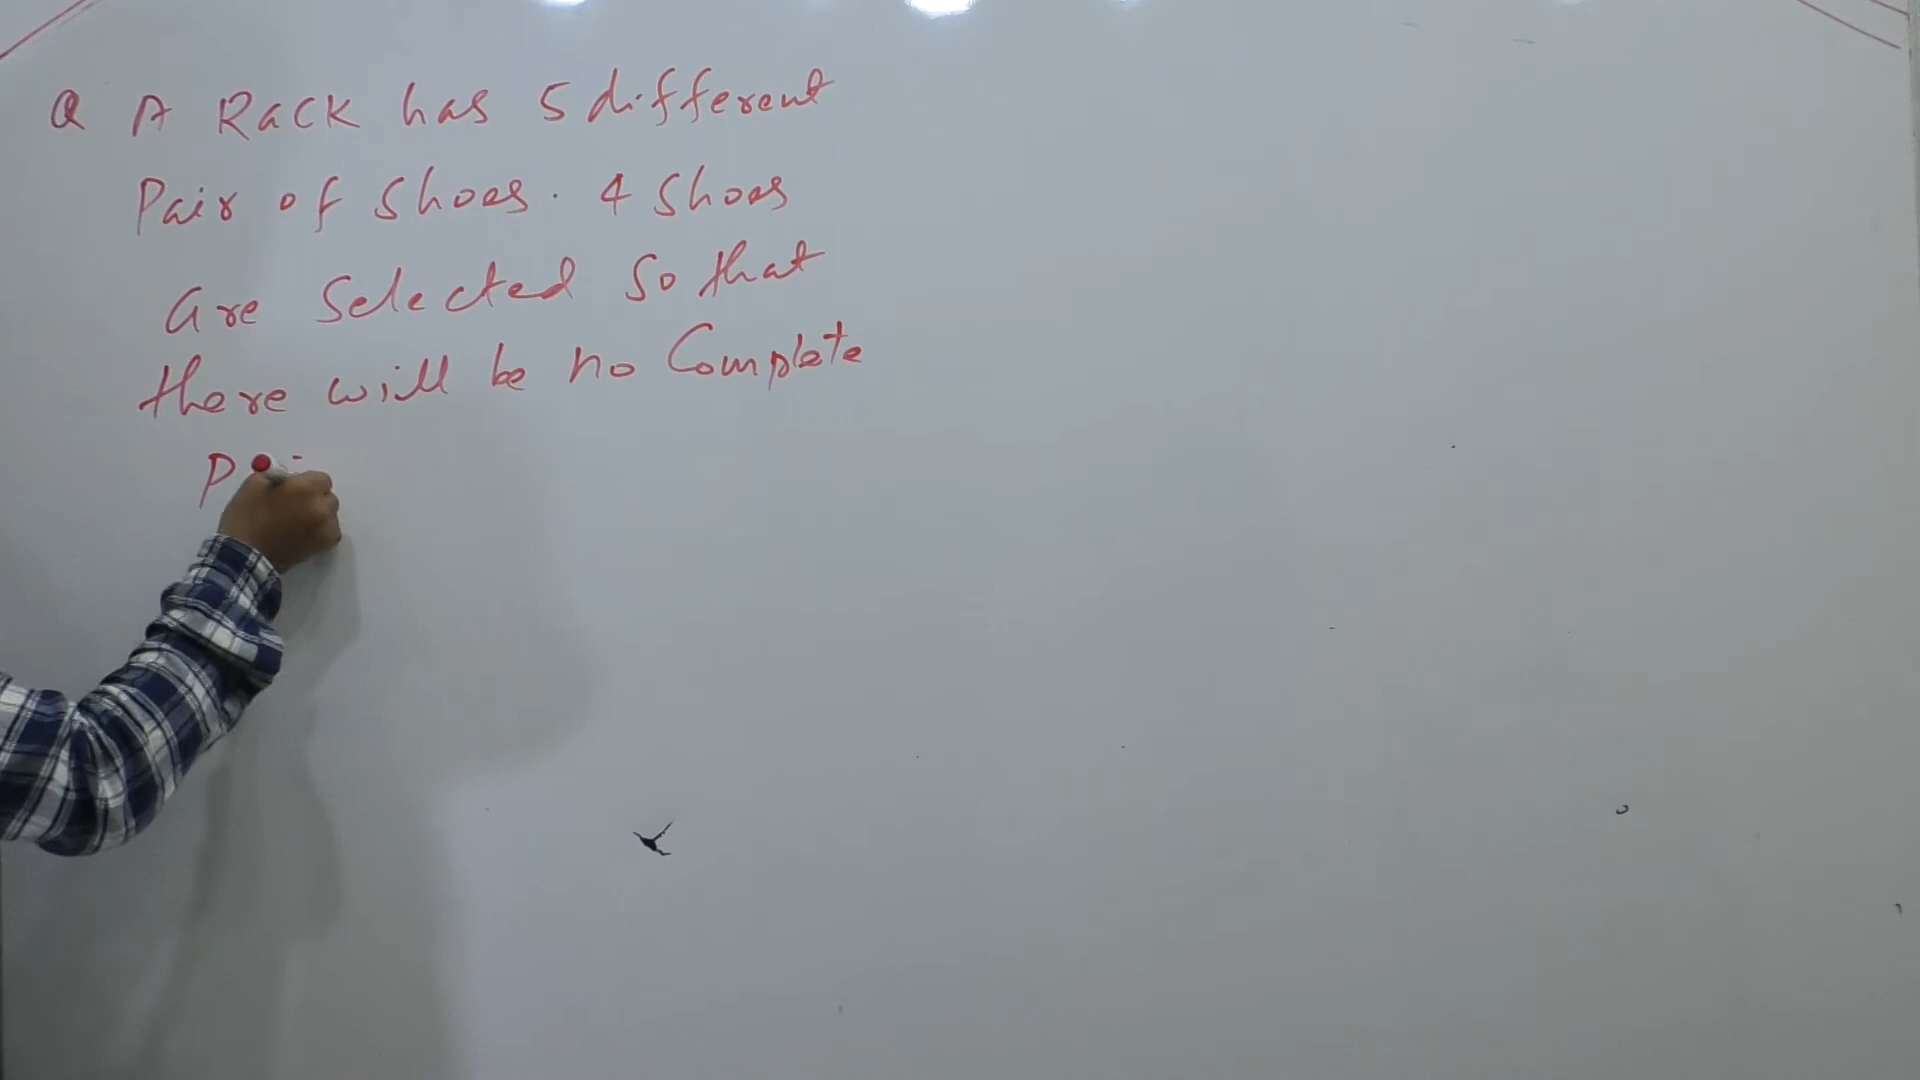 Q A Rack has 5 different
Pair of Shoes. 4 Shoes
are Selected So that
there will be no Complete